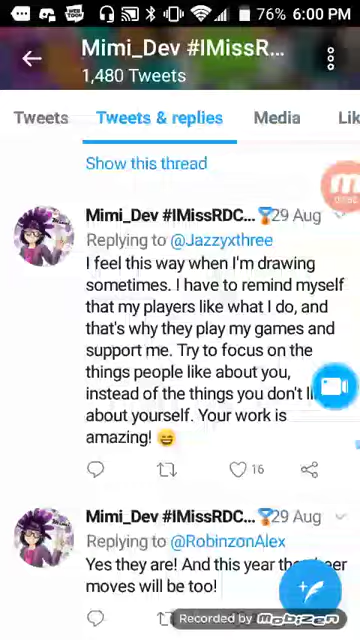 76% 6:00 PM
Mimi_Dev #IMissR...
1,480 Tweets
Tweets Tweets & replies Media Lik
Show this thread
Mimi_Dev #IMissRDC... 29 Aug
Replying to @Jazzyxthree
I feel this way when I'm drawing
sometimes. I have to remind myself
that my players like what I do, and
that's why they play my games and
support me. Try to focus on the
things people like about you,
instead of the things you don't li
about yourself. Your work is
amazing!
16
Mimi_Dev #IMissRDC... 29 Aug
Replying to @RobinzonAlex
Yes they are! And this year the
moves will be too!
Recorded by Mobizen